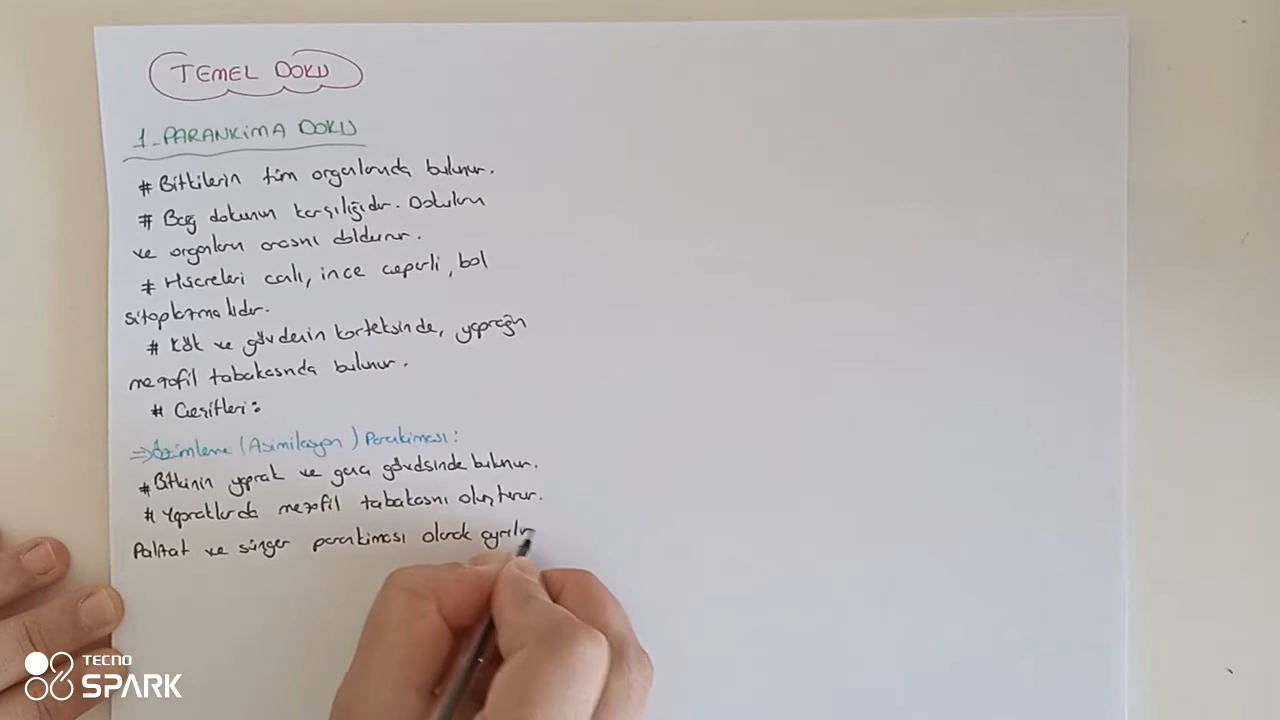 TEMEL DOKU
1_PARANKİMA DOKU
# Bitkilerin tüm organlarında bulunur.
# Bağ dokunun karşılığıdır. Dokuların
ve organların arasını doldurur.
# Hücreleri canlı, ince çeperli, bol
sitoplazmalıdır.
# Kök ve gövdenin korteksinde, yaprağın
mezofil tabakasında bulunur.
# Çeşitleri:
⇒ Özümleme (Asimilasyon) Parankiması:
# Bitkinin yaprak ve genç gövdesinde bulunur.
# Yapraklarda mezofil tabakasını oluşturur.
Palizat ve sünger parankiması olarak ayrılır
TECNO
SPARK